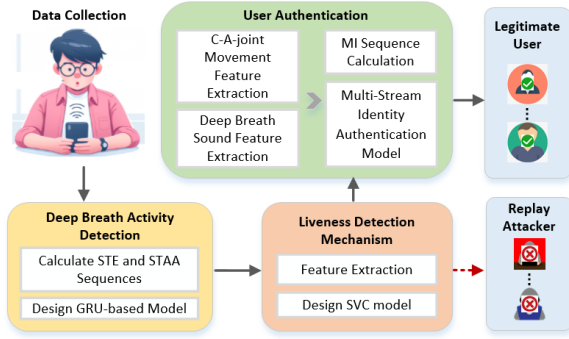 Data Collection
User Authentication
C-A-joint
Movement
Feature
Extraction
Deep Breath
Sound Feature
Extraction
MI Sequence
Calculation
Multi-Stream
Identity
Authentication
Model
Legitimate
User
Deep Breath Activity
Detection
Calculate STE and STAA
Sequences
Design GRU-based Model
Liveness Detection
Mechanism
Feature Extraction
Design SVC model
Replay
Attacker